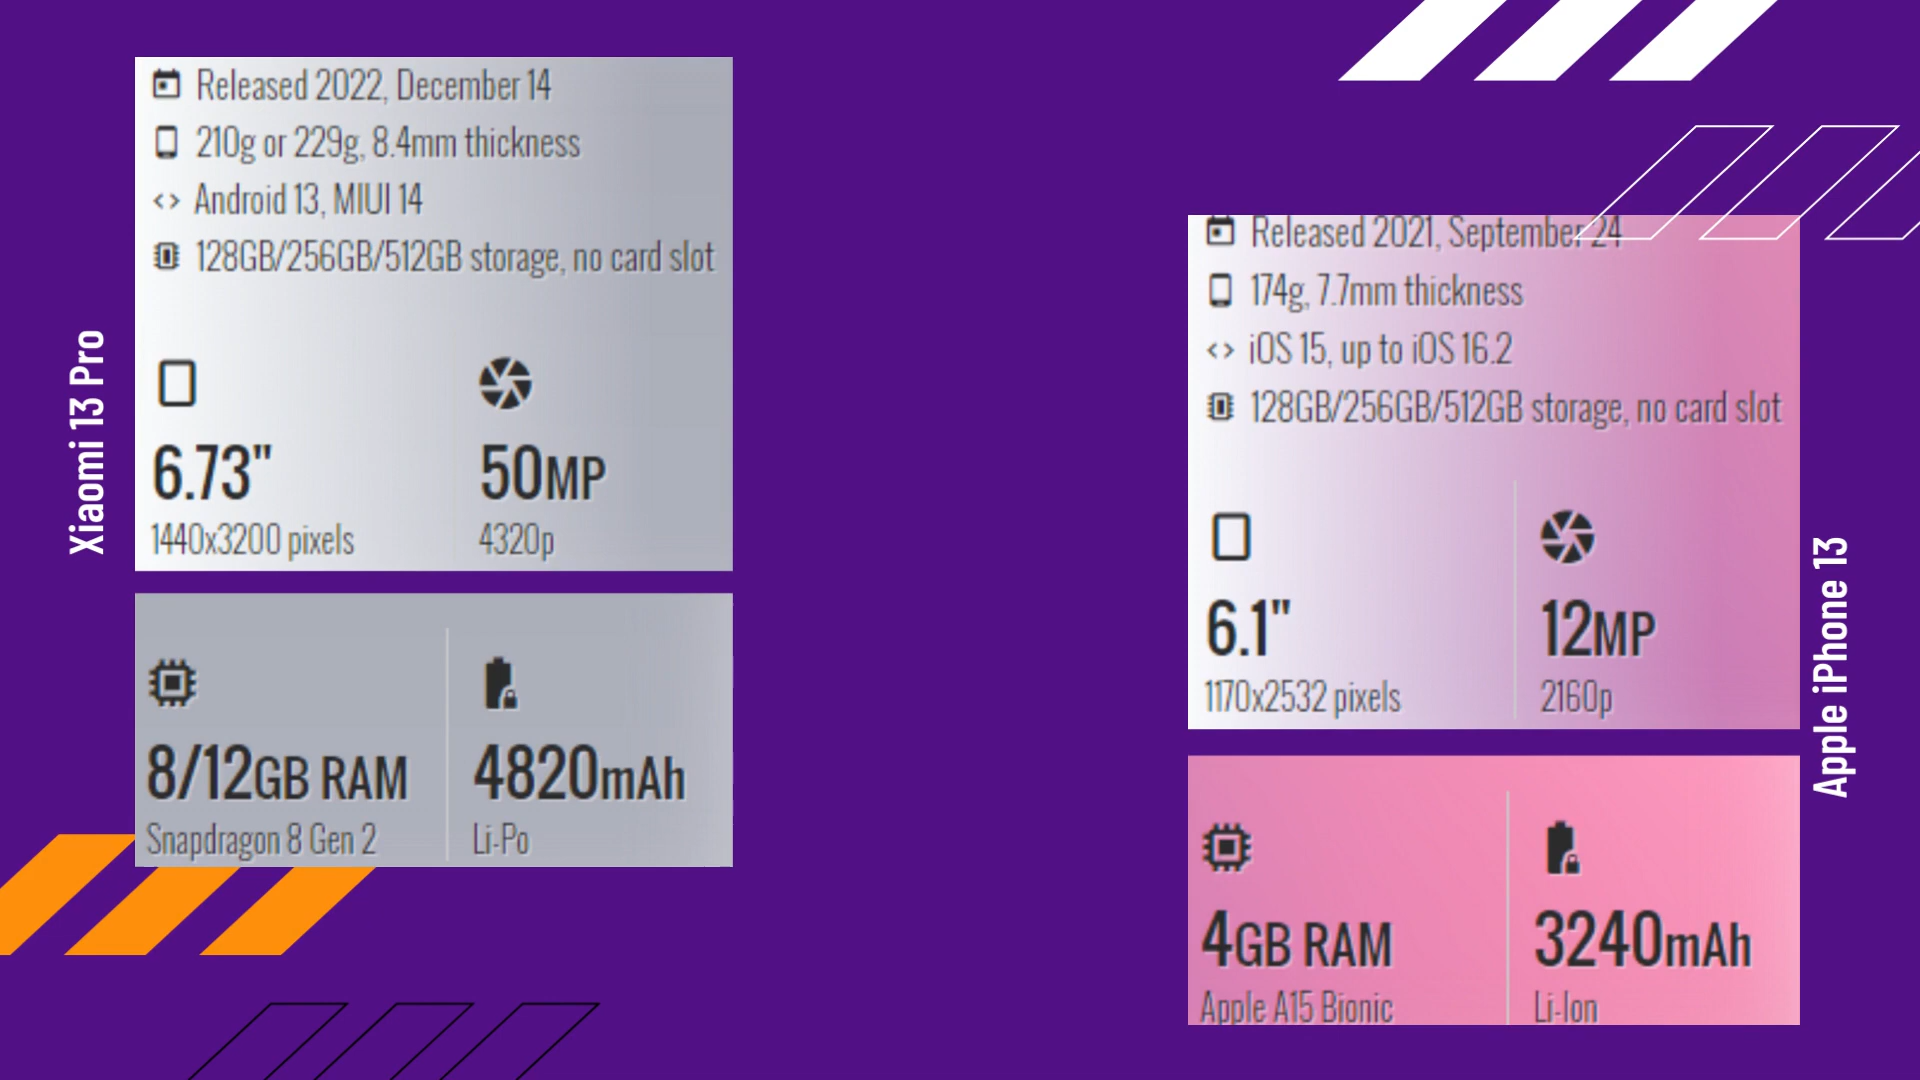 Xiaomi 13 Pro
Released 2022, December 14
210g or 229g, 8.4mm thickness
Android 13, MIUI 14
128GB/256GB/512GB storage, no card slot
6.73"
1440x3200 pixels
50MP
4320p
8/12GB RAM
Snapdragon 8 Gen 2
4820mAh
Li-Po
Apple iPhone 13
Released 2021, September 24
174g, 7.7mm thickness
iOS 15, up to iOS 16.2
128GB/256GB/512GB storage, no card slot
6.1"
1170x2532 pixels
12MP
2160p
4GB RAM
Apple A15 Bionic
3240mAh
Li-Ion